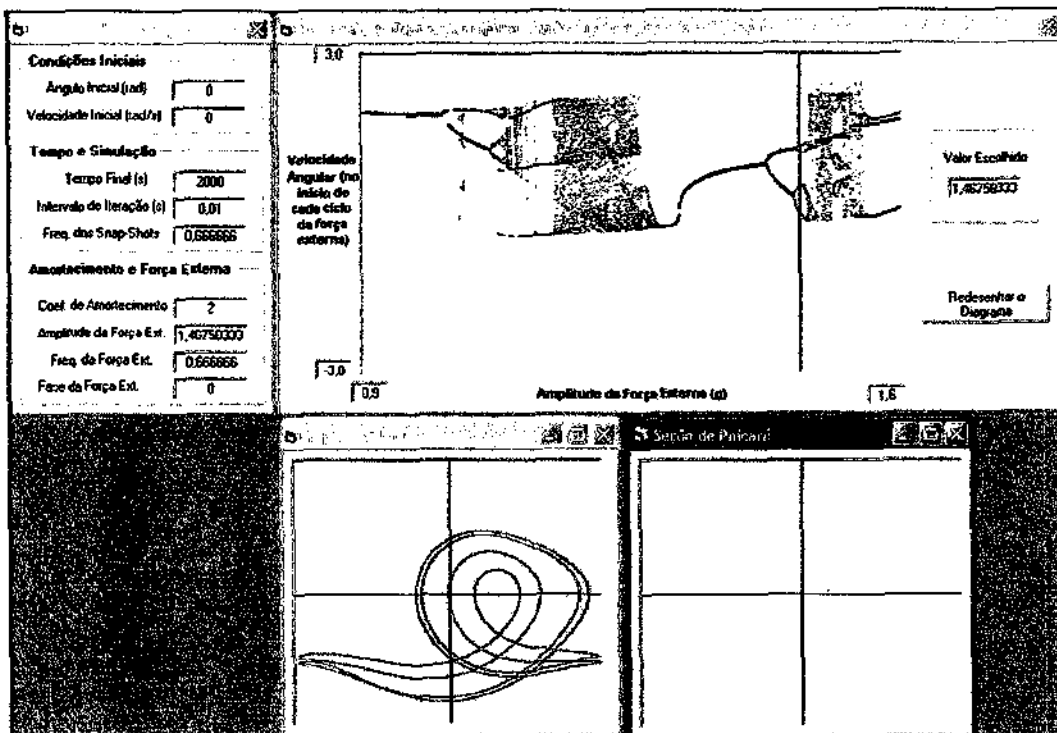 Condições Iniciais
Ângulo Inicial (rad) 0
Velocidade Inicial (rad/s) 0
Tempo e Simulação
Tempo Final (s) 2000
Intervalo de Iteração (s) 0,01
Freq. dos Snap-Shots 0,666666
Amortecimento e Força Externa
Coef. de Amortecimento 2
Amplitude da Força Ext. 1,46750333
Freq. da Força Ext. 0,666666
Fase da Força Ext. 0
3,0
Velocidade
Angular (no
início de
cada ciclo
da força
externa)
-3,0
0,9
Amplitude da Força Externa (g)
1,6
Valor Escolhido
1,46750333
Redesenhar o
Diagrama
Seção de Poicaré